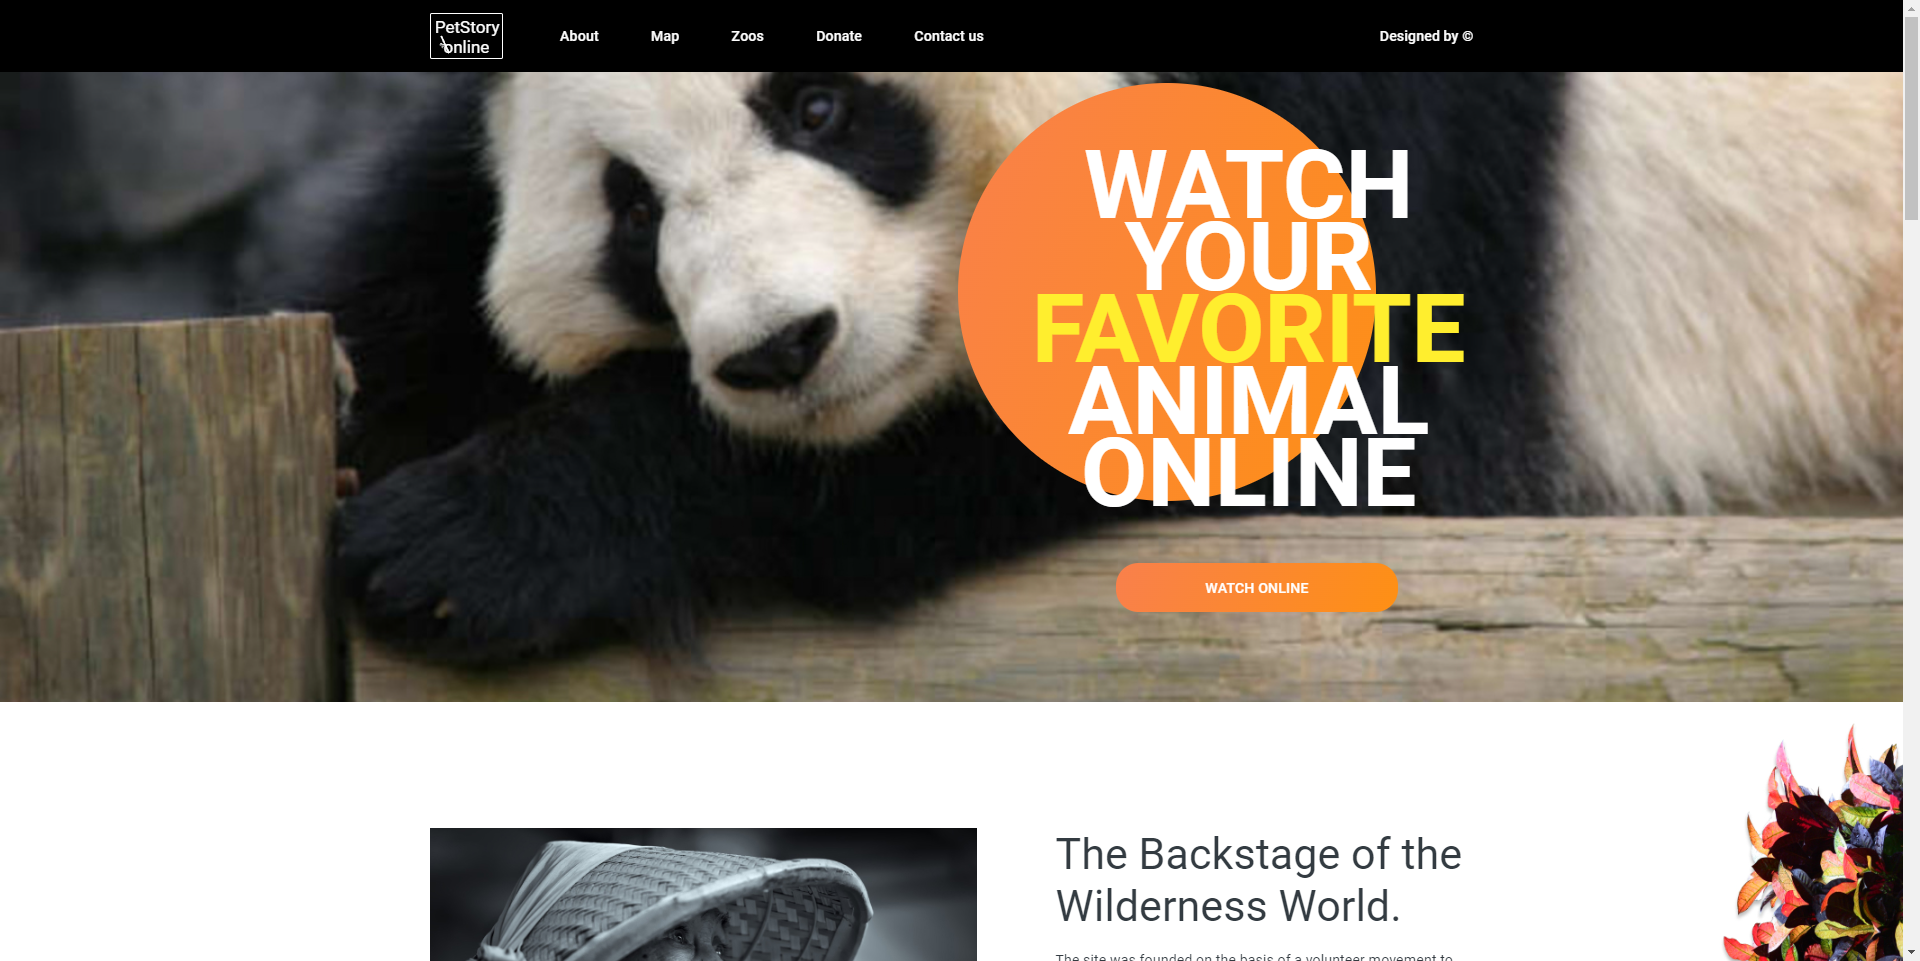 PetStory
online
About
Map
Zoos
Donate
Contact us
Designed by ©
WATCH
YOUR
FAVORITE
ANIMAL
ONLINE
WATCH ONLINE
The Backstage of the
Wilderness World.
The site was founded on the basis of a volunteer movement to